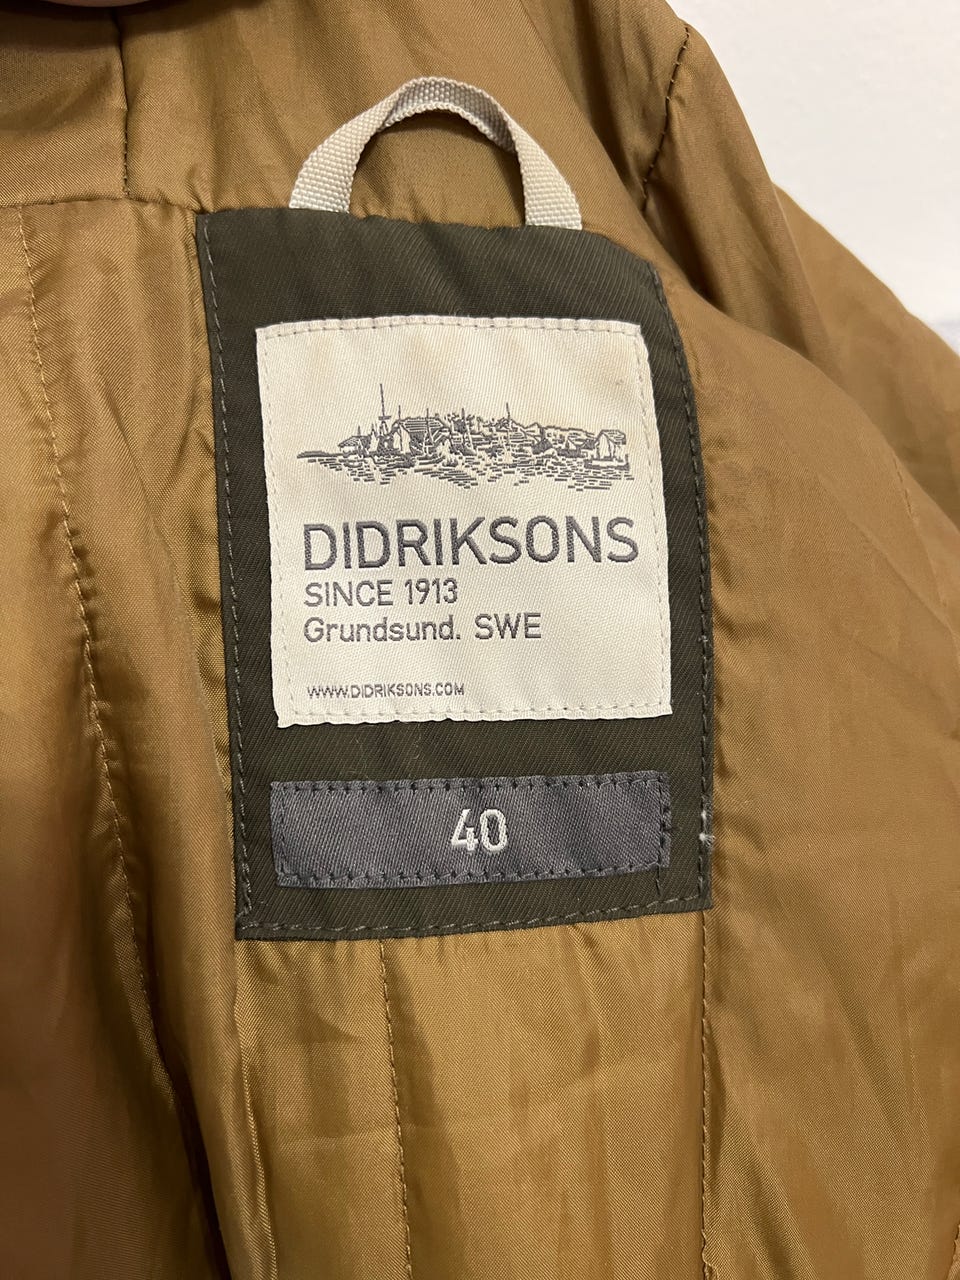 DIDRIKSONS
SINCE 1913
Grundsund. SWE
WWW.DIDRIKSONS.COM
40